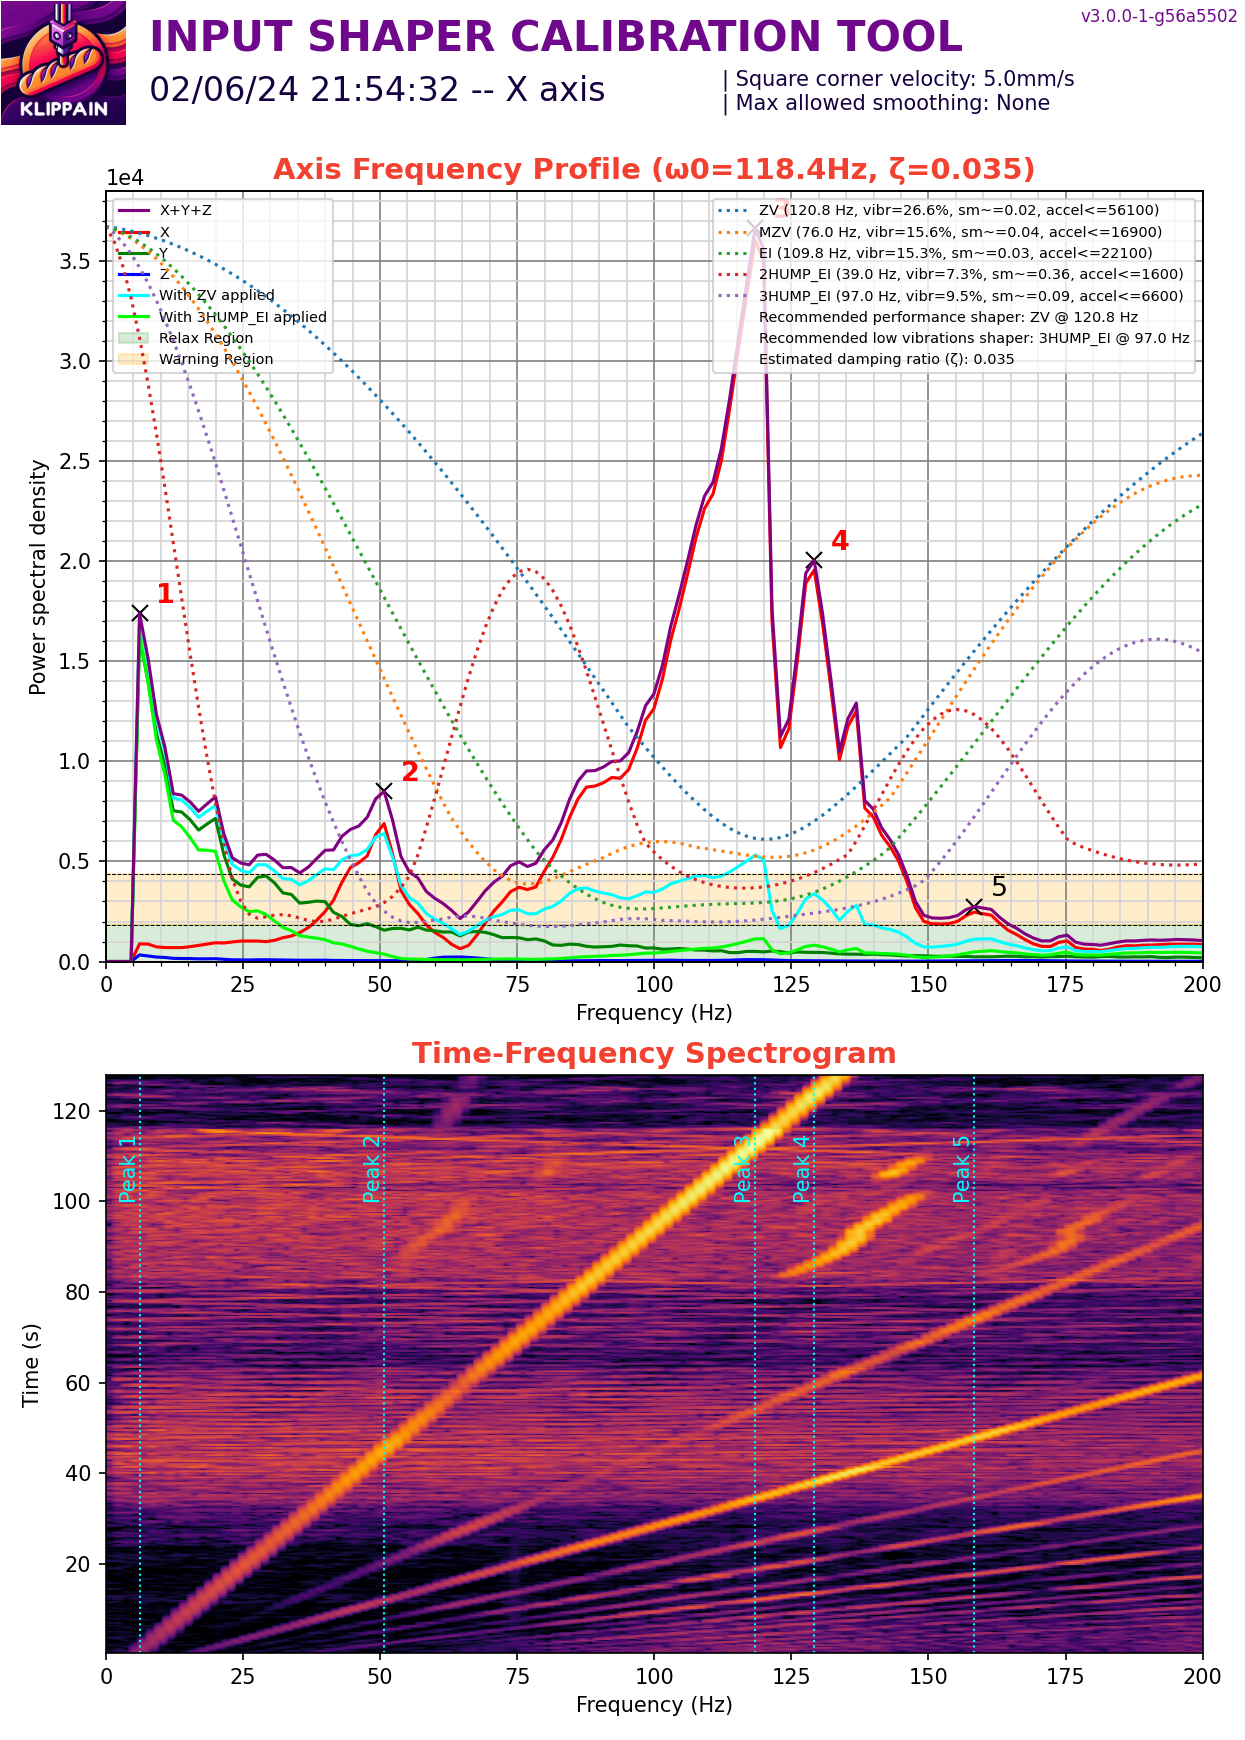 v3.0.0-1-g56a5502
INPUT SHAPER CALIBRATION TOOL
02/06/24 21:54:32 -- X axis
| Square corner velocity: 5.0mm/s
| Max allowed smoothing: None
KLIPPAIN
Axis Frequency Profile (ω0=118.4Hz, ζ=0.035)
1e4
X+Y+Z
X
Y
Z
With ZV applied
With 3HUMP_EI applied
Relax Region
Warning Region
ZV (120.8 Hz, vibr=26.6%, sm~=0.02, accel<=56100)
MZV (76.0 Hz, vibr=15.6%, sm~=0.04, accel<=16900)
EI (109.8 Hz, vibr=15.3%, sm~=0.03, accel<=22100)
2HUMP_EI (39.0 Hz, vibr=7.3%, sm~=0.36, accel<=1600)
3HUMP_EI (97.0 Hz, vibr=9.5%, sm~=0.09, accel<=6600)
Recommended performance shaper: ZV @ 120.8 Hz
Recommended low vibrations shaper: 3HUMP_EI @ 97.0 Hz
Estimated damping ratio (ζ): 0.035
3
4
1
2
5
Power spectral density
3.5
3.0
2.5
2.0
1.5
1.0
0.5
0.0
0 25 50 75 100 125 150 175 200
Frequency (Hz)
Time-Frequency Spectrogram
Peak 1
Peak 2
Peak 3
Peak 4
Peak 5
Time (s)
120
100
80
60
40
20
0 25 50 75 100 125 150 175 200
Frequency (Hz)